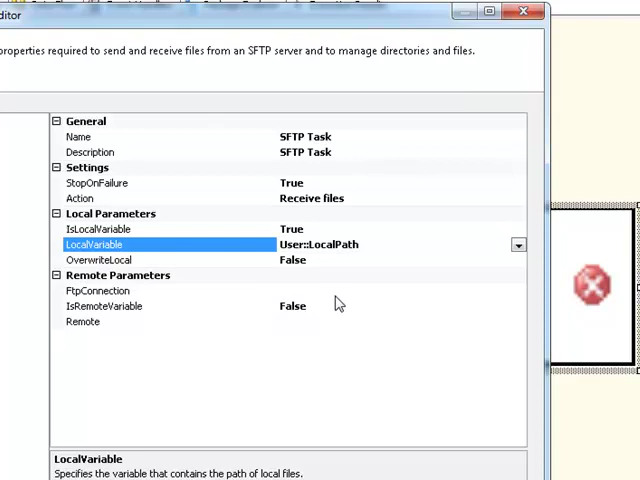 ditor
properties required to send and receive files from an SFTP server and to manage directories and files.
General
Name SFTP Task
Description SFTP Task
Settings
StopOnFailure True
Action Receive files
Local Parameters
IsLocalVariable True
LocalVariable User::LocalPath
OverwriteLocal False
Remote Parameters
FtpConnection
IsRemoteVariable False
Remote
LocalVariable
Specifies the variable that contains the path of local files.